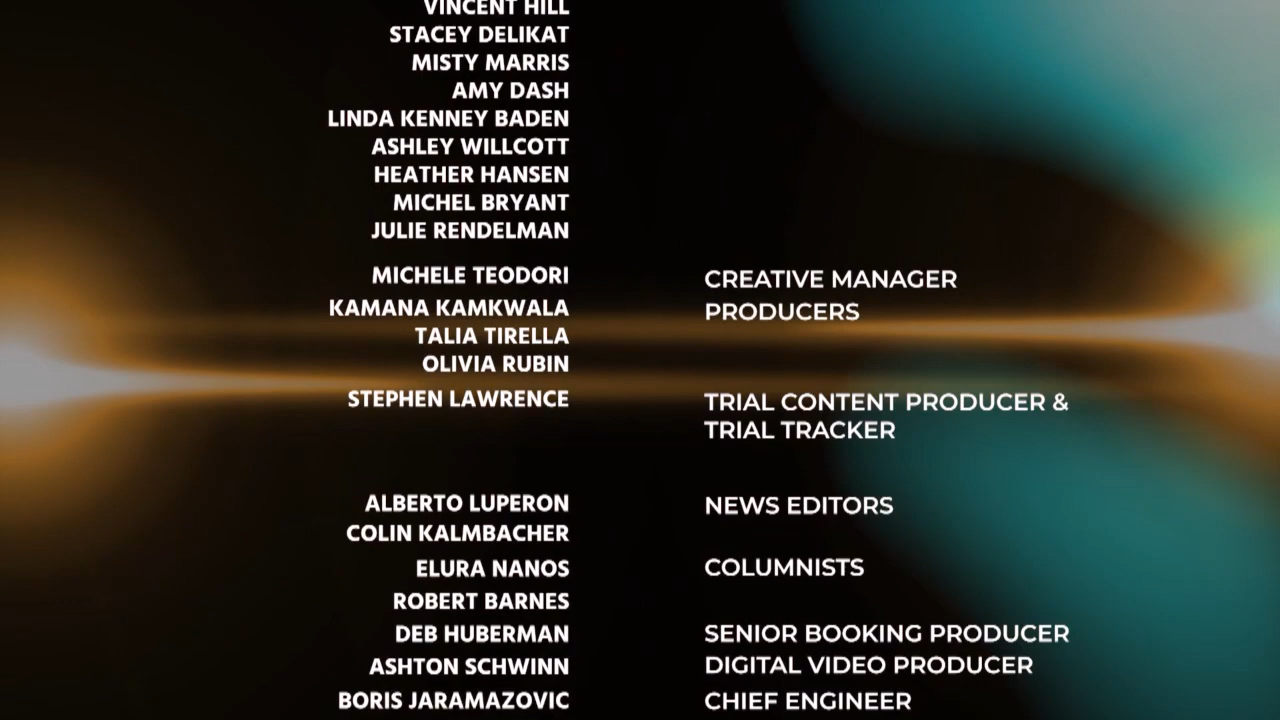 VINCENT HILL
STACEY DELIKAT
MISTY MARRIS
AMY DASH
LINDA KENNEY BADEN
ASHLEY WILLCOTT
HEATHER HANSEN
MICHEL BRYANT
JULIE RENDELMAN
MICHELE TEODORI CREATIVE MANAGER
KAMANA KAMKWALA PRODUCERS
TALIA TIRELLA
OLIVIA RUBIN
STEPHEN LAWRENCE TRIAL CONTENT PRODUCER &
TRIAL TRACKER
ALBERTO LUPERON NEWS EDITORS
COLIN KALMBACHER
ELURA NANOS COLUMNISTS
ROBERT BARNES
DEB HUBERMAN SENIOR BOOKING PRODUCER
ASHTON SCHWINN DIGITAL VIDEO PRODUCER
BORIS JARAMAZOVIC CHIEF ENGINEER